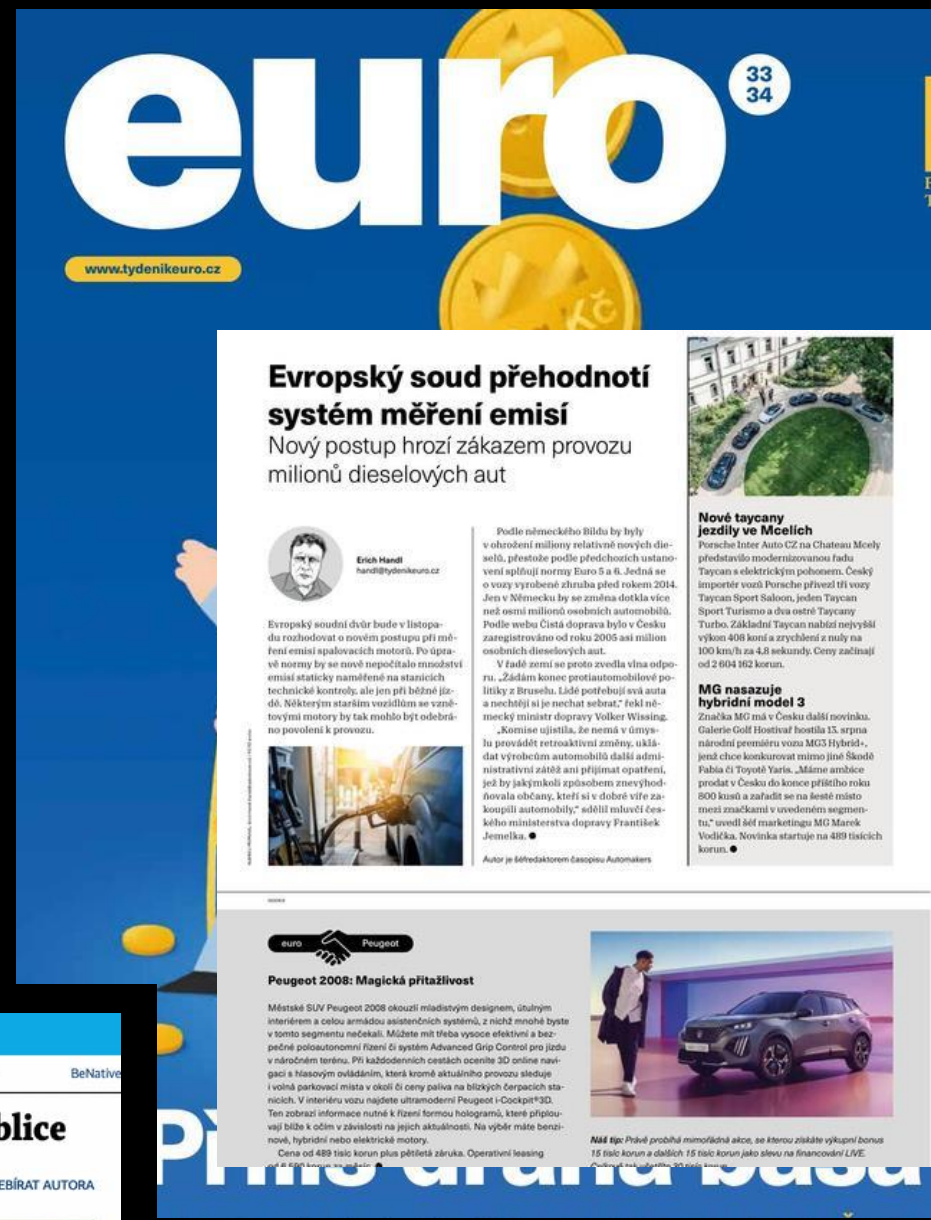 euro
33
34
www.tydenikeuro.cz
Kč
Evropský soud přehodnotí
systém měření emisí
Nový postup hrozí zákazem provozu
milionů dieselových aut
Erich Handl
handl@tydenikeuro.cz
Evropský soudní dvůr bude v listopa-
du rozhodovat o novém postupu při mě-
ření emisí spalovacích motorů. Po úpra-
vě normy by se nově nepočítalo množství
emisí staticky naměřené na stanicích
technické kontroly, ale jen při běžné jíz-
dě. Některým starším vozidlům se vzně-
tovými motory by tak mohlo být odebrá-
no povolení k provozu.
Podle německého Bildu by byly
v ohrožení miliony relativně nových die-
selů, přestože podle předchozích ustano-
vení splňují normy Euro 5 a 6. Jedná se
o vozy vyrobené zhruba před rokem 2014.
Jen v Německu by se změna dotkla více
než osmi milionů osobních automobilů.
Podle webu Čistá doprava bylo v Česku
zaregistrováno od roku 2005 asi milion
osobních dieselových aut.
V řadě zemí se proto zvedla vlna odpo-
ru. „Žádám konec protiautomobilové po-
litiky z Bruselu. Lidé potřebují svá auta
a nechtějí si je nechat sebrat,“ řekl ně-
mecký ministr dopravy Volker Wissing.
„Komise ujistila, že nemá v úmys-
lu provádět retroaktivní změny, uklá-
dat výrobcům automobilů další admi-
nistrativní zátěž ani přijímat opatření,
jež by jakýmkoli způsobem znevýhod-
ňovala občany, kteří si v dobré víře za-
koupili automobily,“ sdělil mluvčí čes-
kého ministerstva dopravy František
Jemelka. ●
Autor je šéfredaktorem časopisu Automakers
Nové taycany
jezdily ve Mcelích
Porsche Inter Auto CZ na Chateau Mcely
představilo modernizovanou řadu
Taycan s elektrickým pohonem. Český
importér vozů Porsche přivezl tři vozy
Taycan Sport Saloon, jeden Taycan
Sport Turismo a dva ostré Taycany
Turbo. Základní Taycan nabízí nejvyšší
výkon 408 koní a zrychlení z nuly na
100 km/h za 4,8 sekundy. Ceny začínají
od 2 604 162 korun.
MG nasazuje
hybridní model 3
Značka MG má v Česku další novinku.
Galerie Golf Hostivař hostila 13. srpna
národní premiéru vozu MG3 Hybrid+,
jenž chce konkurovat mimo jiné Škodě
Fabia či Toyotě Yaris. „Máme ambice
prodat v Česku do konce příštího roku
800 kusů a zařadit se na šesté místo
mezi značkami v uvedeném segmen-
tu,“ uvedl šéf marketingu MG Marek
Vodička. Novinka startuje na 489 tisících
korun. ●
euro Peugeot
Peugeot 2008: Magická přitažlivost
Městské SUV Peugeot 2008 okouzlí mladistvým designem, útulným
interiérem a celou armádou asistenčních systémů, z nichž mnohé byste
v tomto segmentu nečekali. Můžete mít třeba vysoce efektivní a bez-
pečné poloautonomní řízení či systém Advanced Grip Control pro jízdu
v náročném terénu. Při každodenních cestách oceníte 3D online navi-
gaci s hlasovým ovládáním, která kromě aktuálního provozu sleduje
i volná parkovací místa v okolí či ceny paliva na blízkých čerpacích sta-
nicích. V interiéru vozu najdete ultramoderní Peugeot i-Cockpit®3D.
Ten zobrazí informace nutné k řízení formou hologramů, které připlou-
vají blíže k očím v závislosti na jejich aktuálnosti. Na výběr máte benzi-
nové, hybridní nebo elektrické motory.
Cena od 489 tisíc korun plus pětiletá záruka. Operativní leasing
od 6 590 korun za měsíc. ●
Náš tip: Právě probíhá mimořádná akce, se kterou získáte výkupní bonus
15 tisíc korun a dalších 15 tisíc korun jako slevu na financování LIVE.
BeNative
blice
EBÍRAT AUTORA